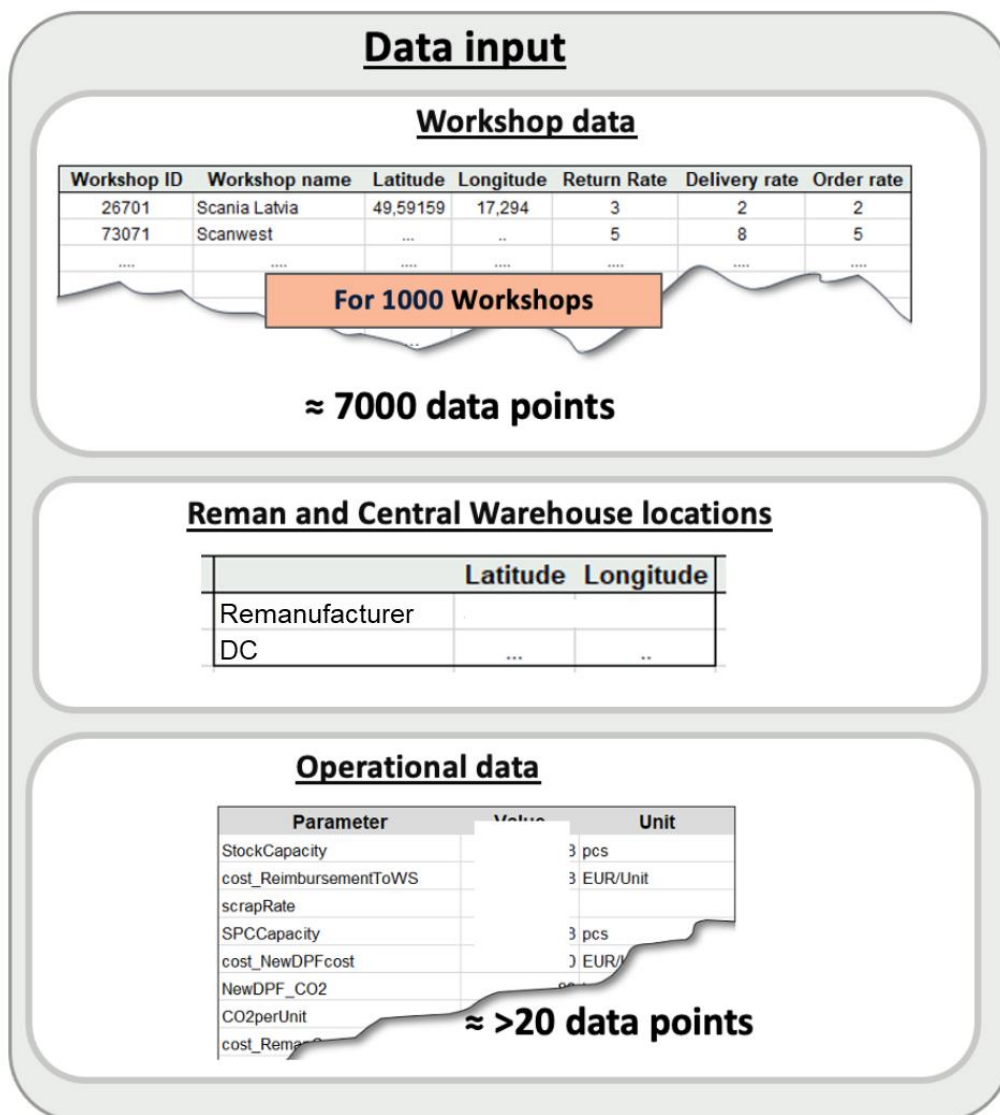 Data input
Workshop data
Workshop ID Workshop name Latitude Longitude Return Rate Delivery rate Order rate
26701 Scania Latvia 49,59159 17,294 3 2 2
73071 Scanwest ... .. 5 8 5
.... .... .... .... .... .... ....
For 1000 Workshops
...
≈ 7000 data points
Reman and Central Warehouse locations
Latitude Longitude
Remanufacturer
DC ... ..
Operational data
Parameter Unit
StockCapacity pcs
cost_ReimbursementToWS EUR/Unit
scrapRate
SPCCapacity pcs
cost_NewDPFcost EUR/
NewDPF_CO2
CO2perUnit
≈ >20 data points